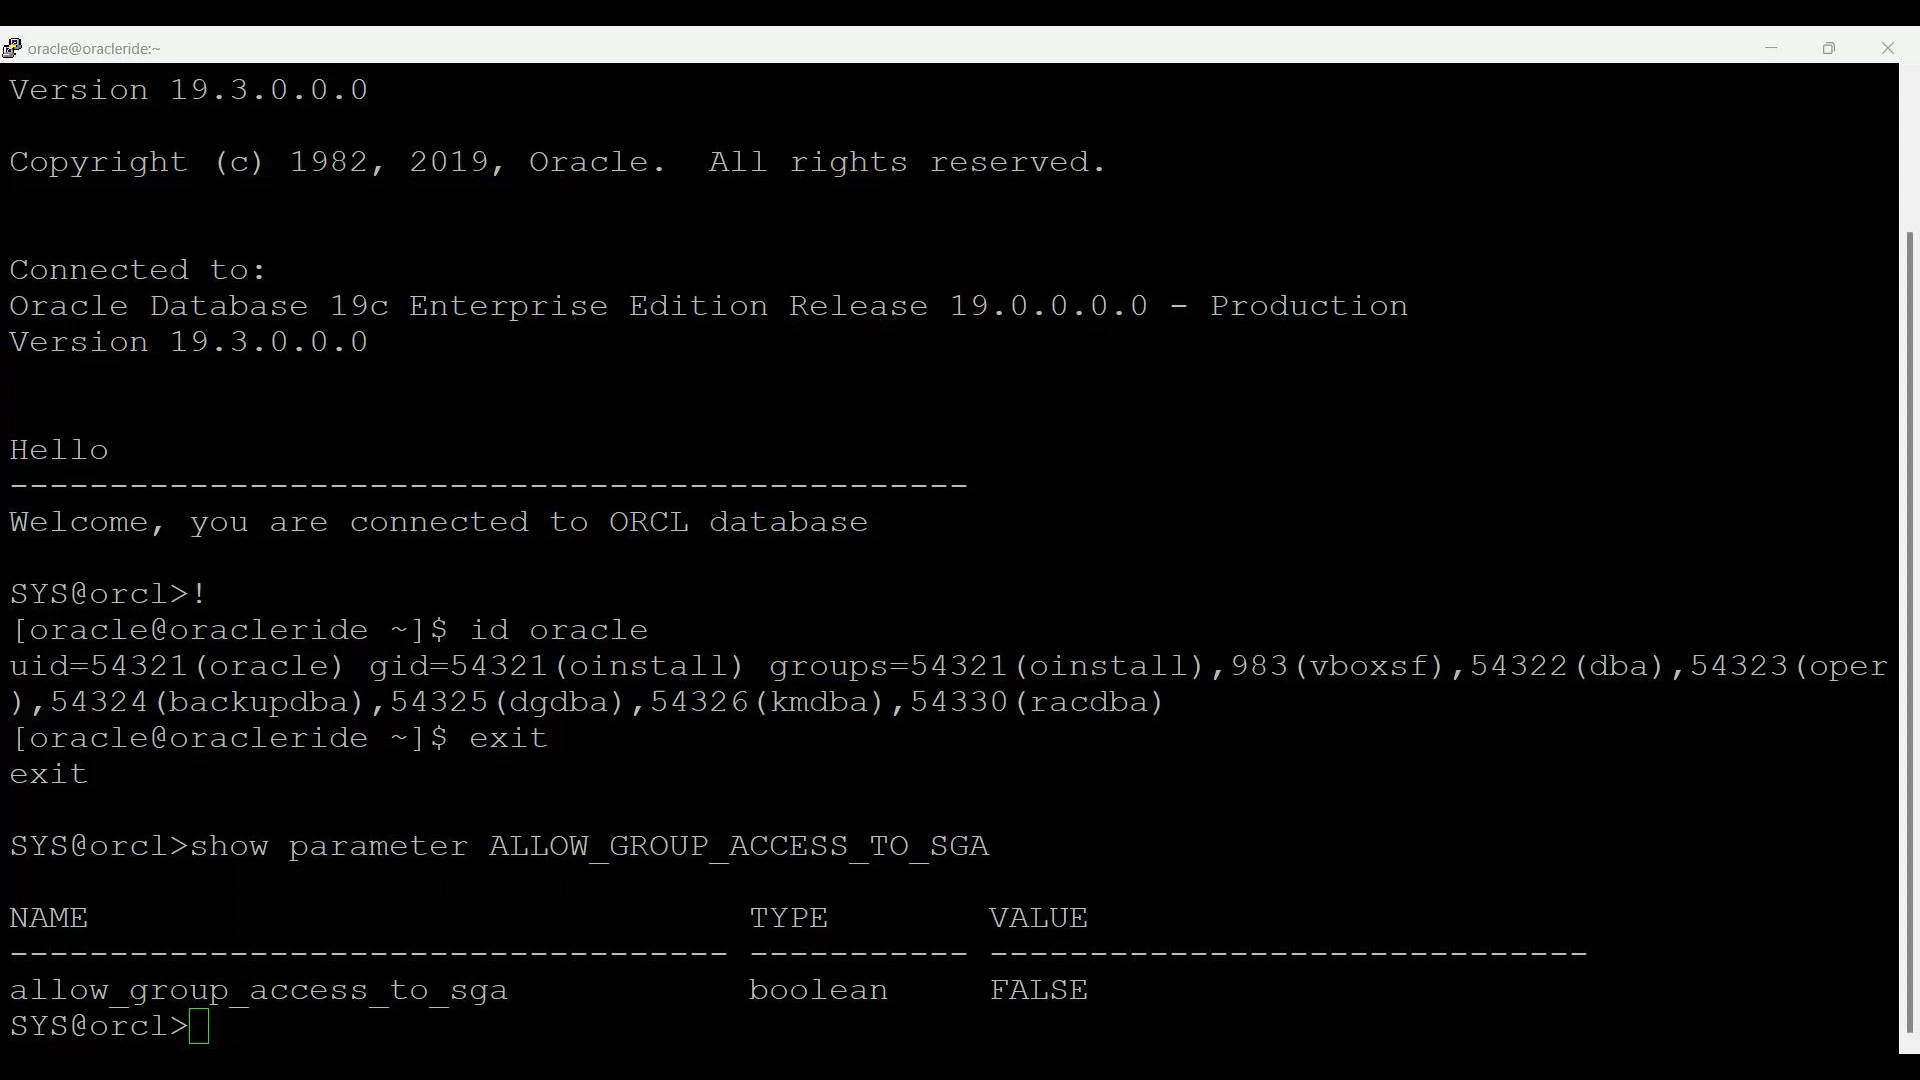 oracle@oracleride:~
Version 19.3.0.0.0
Copyright (c) 1982, 2019, Oracle.  All rights reserved.
Connected to:
Oracle Database 19c Enterprise Edition Release 19.0.0.0.0 - Production
Version 19.3.0.0.0
Hello
------------------------------------------------
Welcome, you are connected to ORCL database
SYS@orcl>!
[oracle@oracleride ~]$ id oracle
uid=54321(oracle) gid=54321(oinstall) groups=54321(oinstall),983(vboxsf),54322(dba),54323(oper
),54324(backupdba),54325(dgdba),54326(kmdba),54330(racdba)
[oracle@oracleride ~]$ exit
exit
SYS@orcl>show parameter ALLOW_GROUP_ACCESS_TO_SGA
NAME                                 TYPE        VALUE
------------------------------------ ----------- ------------------------------
allow_group_access_to_sga            boolean     FALSE
SYS@orcl>